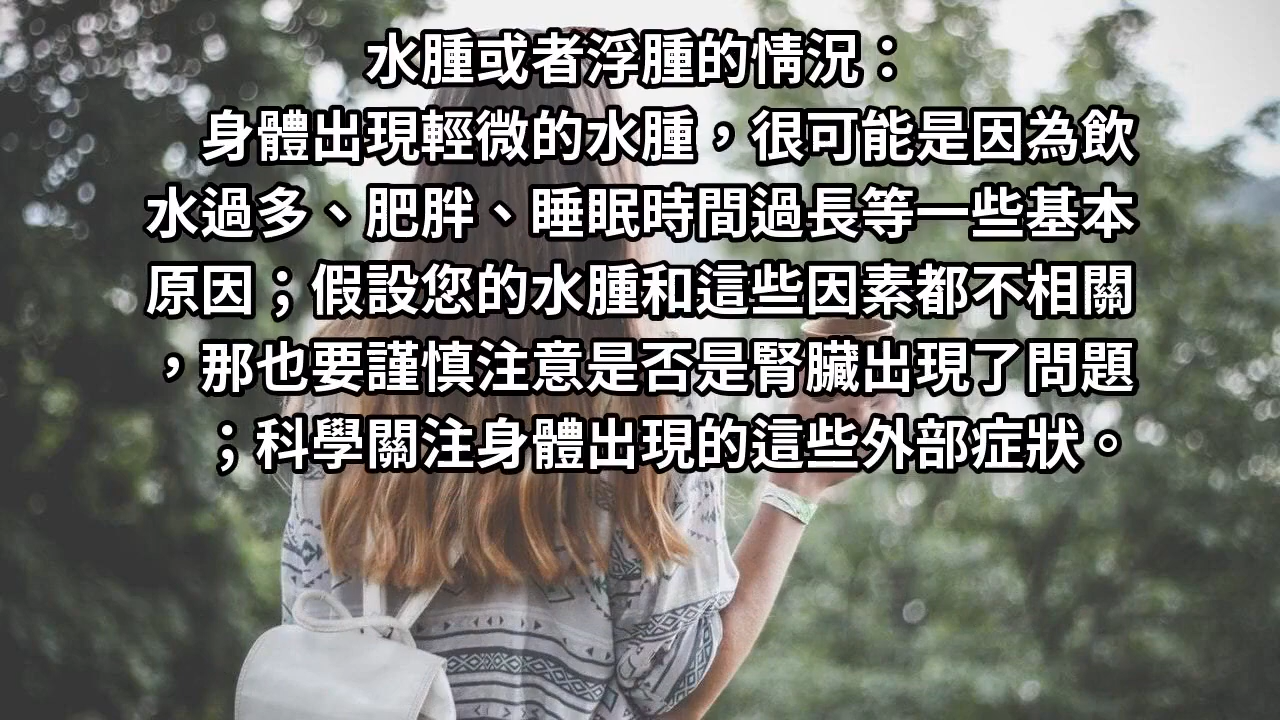 水腫或者浮腫的情況：
身體出現輕微的水腫，很可能是因為飲
水過多、肥胖、睡眠時間過長等一些基本
原因；假設您的水腫和這些因素都不相關
，那也要謹慎注意是否是腎臟出現了問題
；科學關注身體出現的這些外部症狀。